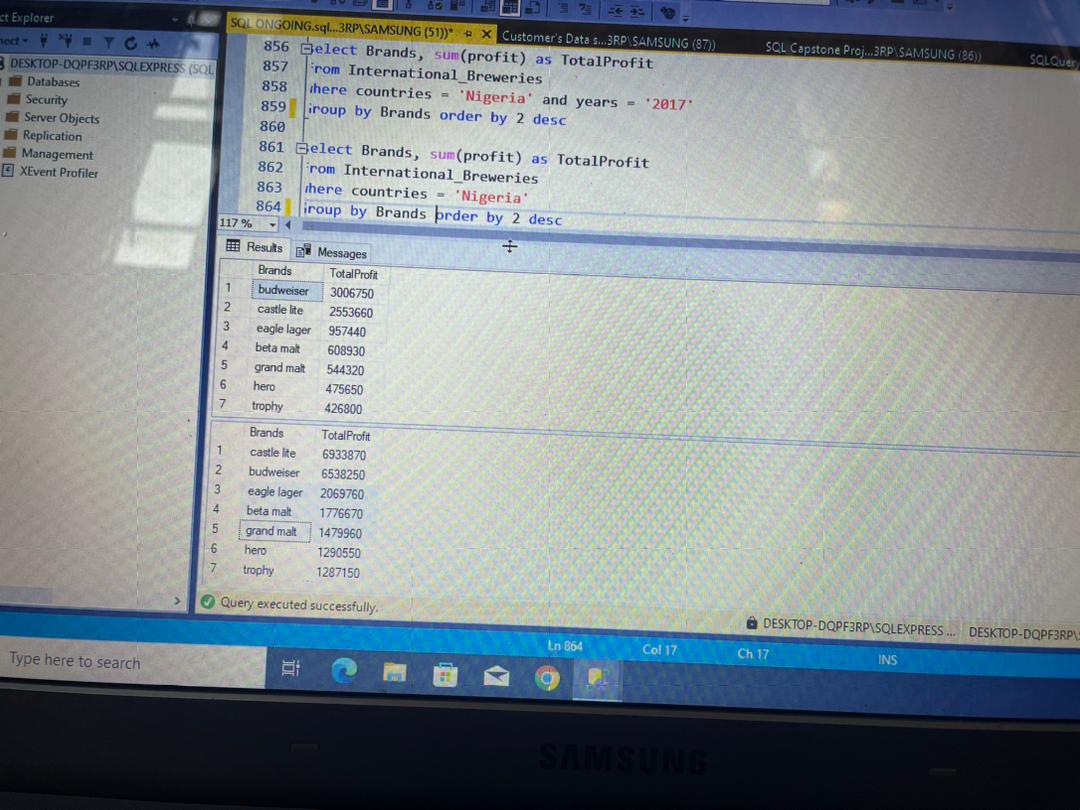 ct Explorer
nect
DESKTOP-DQPF3RP\SQLEXPRESS (SQL
Databases
Security
Server Objects
Replication
Management
XEvent Profiler
SQL ONGOING.sql...3RP\SAMSUNG (51))*
Customer's Data s...3RP\SAMSUNG (87))
SQL Capstone Proj...3RP\SAMSUNG (86))
SQLQuery
856 elect Brands, sum(profit) as TotalProfit
857 rom International_Breweries
858 here countries = 'Nigeria' and years = '2017'
859 roup by Brands order by 2 desc
860
861 elect Brands, sum(profit) as TotalProfit
862 rom International_Breweries
863 here countries = 'Nigeria'
864 roup by Brands order by 2 desc
117 %
Results Messages
Brands TotalProfit
1 budweiser 3006750
2 castle lite 2553660
3 eagle lager 957440
4 beta malt 608930
5 grand malt 544320
6 hero 475650
7 trophy 426800
Brands TotalProfit
1 castle lite 6933870
2 budweiser 6538250
3 eagle lager 2069760
4 beta malt 1776670
5 grand malt 1479960
6 hero 1290550
7 trophy 1287150
Query executed successfully.
DESKTOP-DQPF3RP\SQLEXPRESS ... DESKTOP-DQPF3RP\
Ln 864 Col 17 Ch 17 INS
Type here to search
SAMSUNG